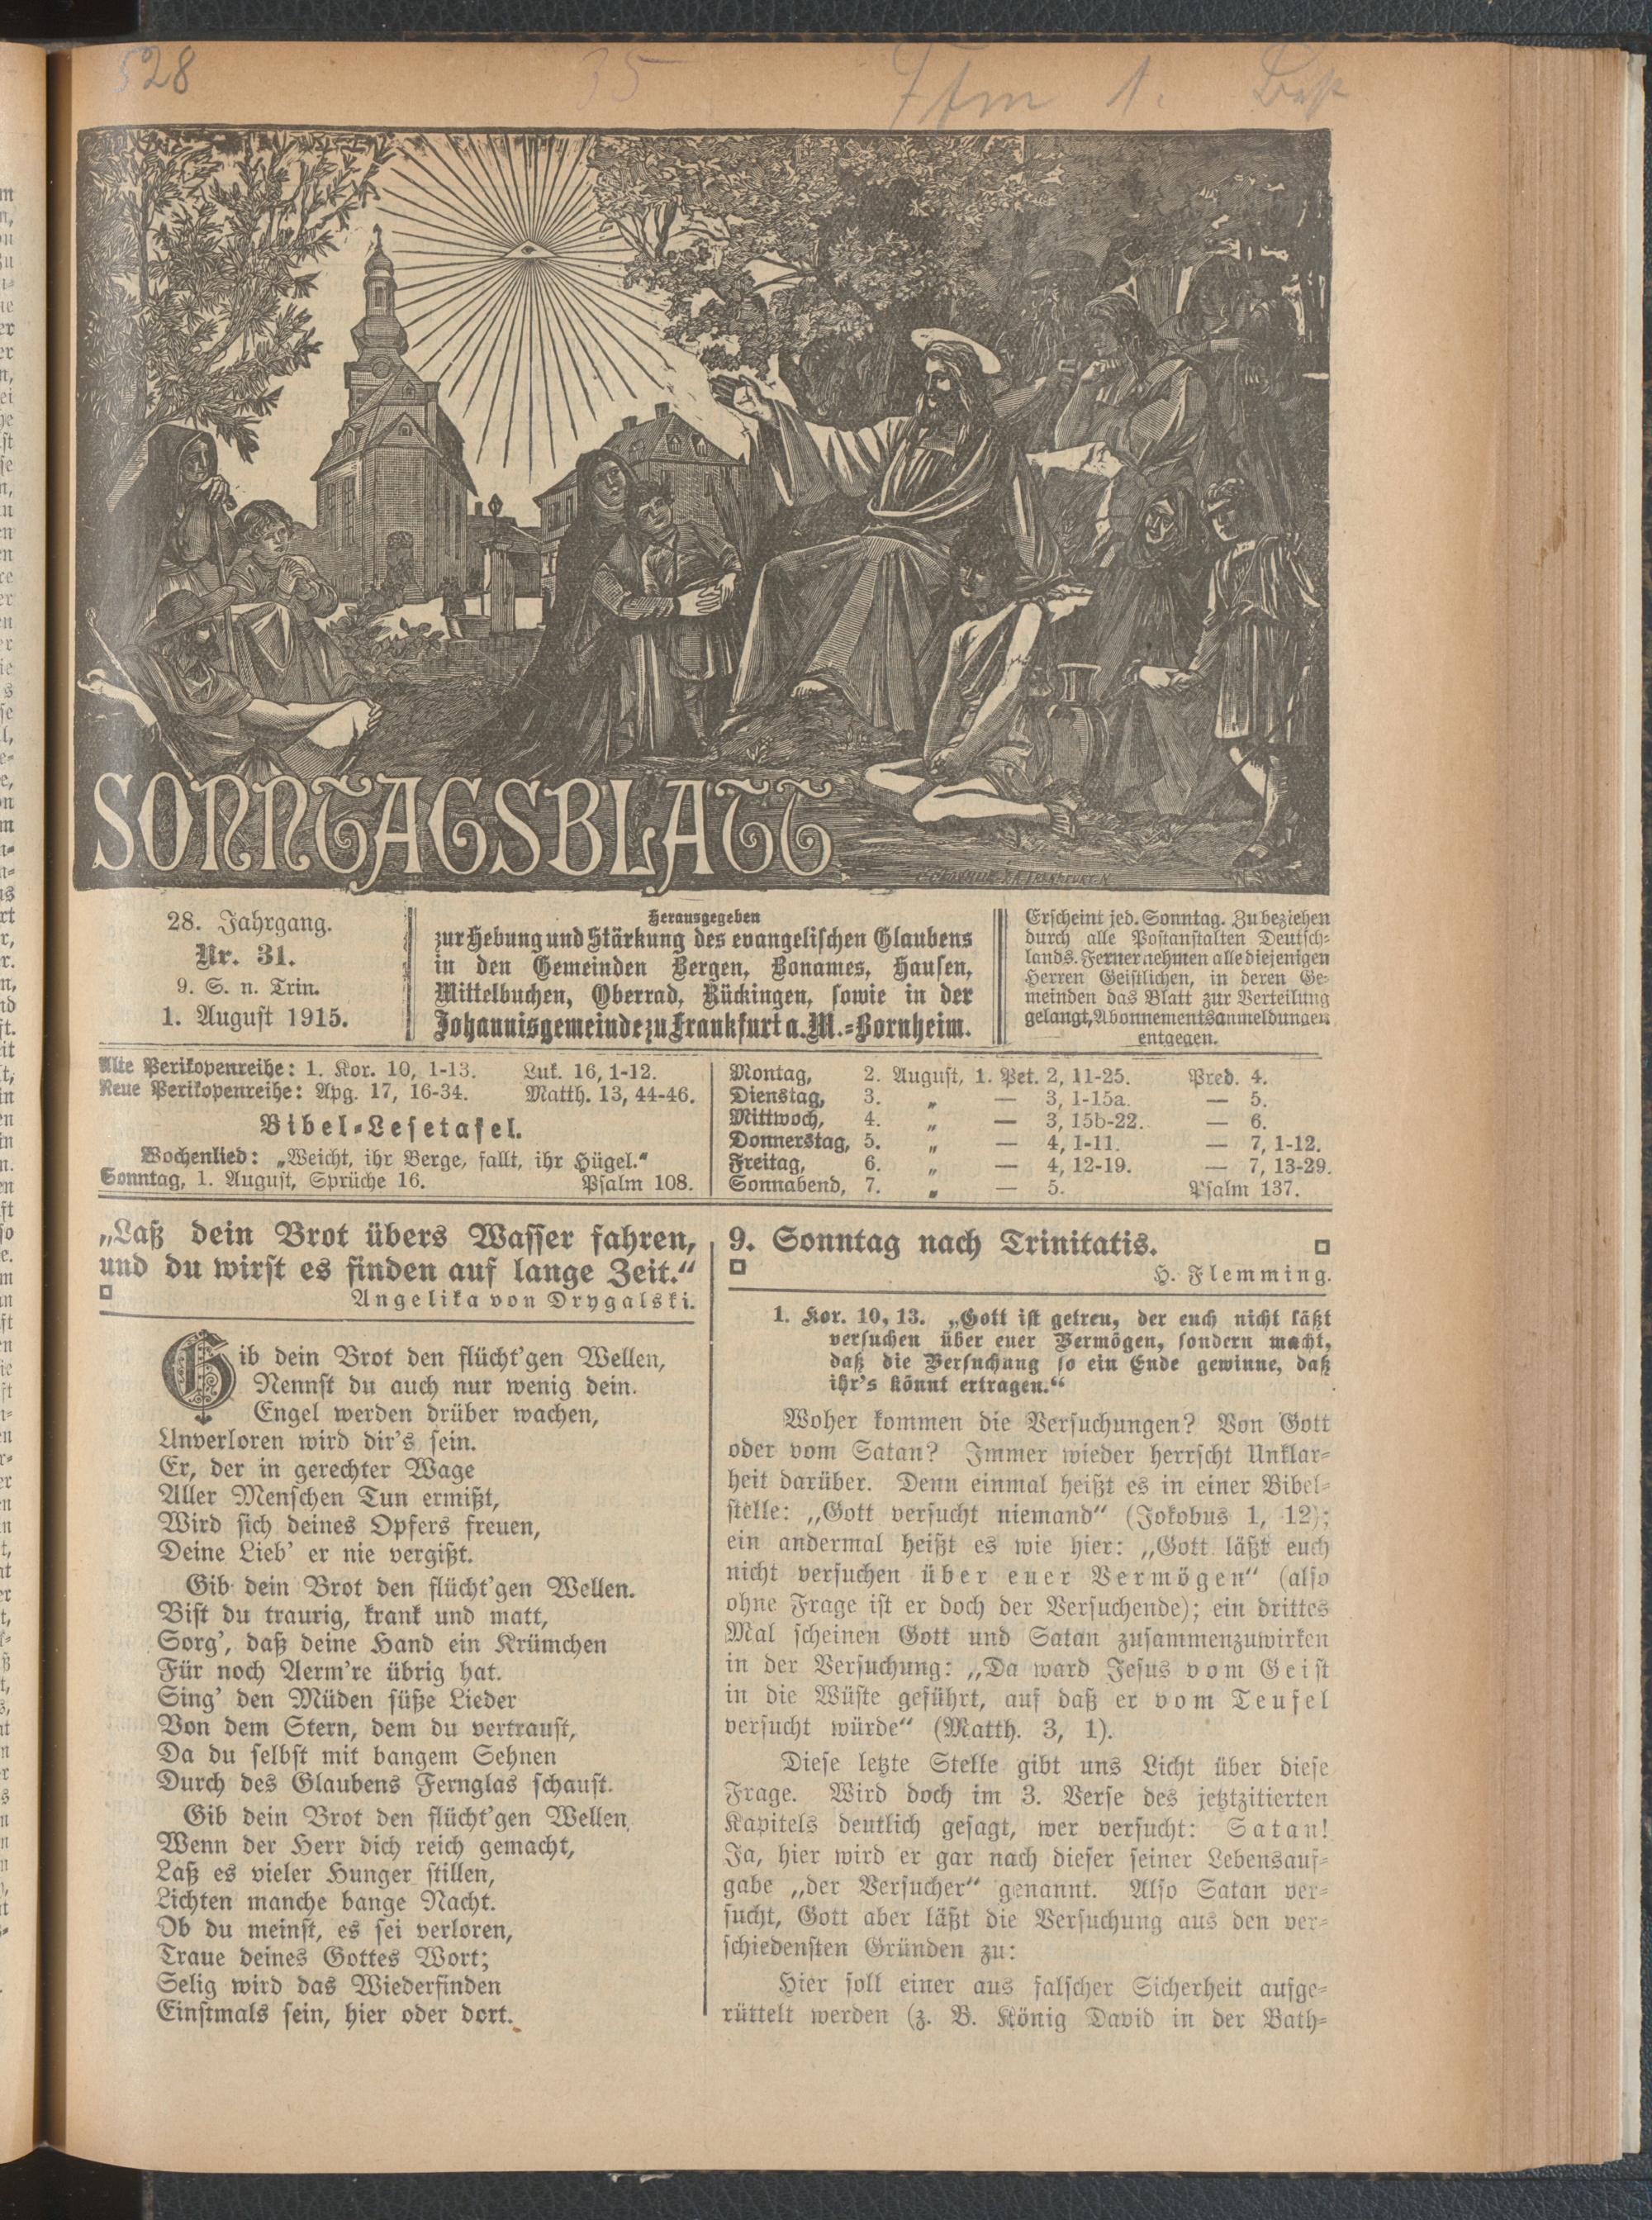 528
35
Ffm 1.
SONNTAGSBLATT
28. Jahrgang.
Nr. 31.
9. S. n. Trin.
1. August 1915.
Herausgegeben
zur Hebung und Stärkung des evangelischen Glaubens
in den Gemeinden Bergen, Bonames, Hausen,
Mittelbuchen, Oberrad, Rückingen, sowie in der
Johannisgemeinde zu Frankfurt a. M.-Bornheim.
Erscheint jed. Sonntag. Zu beziehen
durch alle Postanstalten Deutsch-
lands. Ferner nehmen alle diejenigen
Herren Geistlichen, in deren Ge-
meinden das Blatt zur Verteilung
gelangt, Abonnementsanmeldungen
entgegen.
Alte Perikopenreihe: 1. Kor. 10, 1-13. Luk. 16, 1-12.
Neue Perikopenreihe: Apg. 17, 16-34. Matth. 13, 44-46.
Bibel-Lesetafel.
Wochenlied: „Weicht, ihr Berge, fallt, ihr Hügel.“
Sonntag, 1. August, Sprüche 16. Psalm 108.
Montag, 2. August, 1. Pet. 2, 11-25. Pred. 4.
Dienstag, 3. „ — 3, 1-15a. — 5.
Mittwoch, 4. „ — 3, 15b-22. — 6.
Donnerstag, 5. „ — 4, 1-11. — 7, 1-12.
Freitag, 6. „ — 4, 12-19. — 7, 13-29.
Sonnabend, 7. „ — 5. Psalm 137.
„Laß dein Brot übers Wasser fahren,
und du wirst es finden auf lange Zeit.“
Angelika von Drygalski.
Gib dein Brot den flücht'gen Wellen,
Nennst du auch nur wenig dein.
Engel werden drüber wachen,
Unverloren wird dir's sein.
Er, der in gerechter Wage
Aller Menschen Tun ermißt,
Wird sich deines Opfers freuen,
Deine Lieb' er nie vergißt.
Gib dein Brot den flücht'gen Wellen.
Bist du traurig, krank und matt,
Sorg', daß deine Hand ein Krümchen
Für noch Aerm're übrig hat.
Sing' den Müden süße Lieder
Von dem Stern, dem du vertraust,
Da du selbst mit bangem Sehnen
Durch des Glaubens Fernglas schaust.
Gib dein Brot den flücht'gen Wellen,
Wenn der Herr dich reich gemacht,
Laß es vieler Hunger stillen,
Lichten manche bange Nacht.
Ob du meinst, es sei verloren,
Traue deines Gottes Wort;
Selig wird das Wiederfinden
Einstmals sein, hier oder dort.
9. Sonntag nach Trinitatis.
H. Flemming.
1. Kor. 10, 13. „Gott ist getreu, der euch nicht läßt
versuchen über euer Vermögen, sondern macht,
daß die Versuchung so ein Ende gewinne, daß
ihr's könnt ertragen.“
Woher kommen die Versuchungen? Von Gott
oder vom Satan? Immer wieder herrscht Unklar-
heit darüber. Denn einmal heißt es in einer Bibel-
stelle: „Gott versucht niemand“ (Jokobus 1, 12);
ein andermal heißt es wie hier: „Gott läßt euch
nicht versuchen über euer Vermögen“ (also
ohne Frage ist er doch der Versuchende); ein drittes
Mal scheinen Gott und Satan zusammenzuwirken
in der Versuchung: „Da ward Jesus vom Geist
in die Wüste geführt, auf daß er vom Teufel
versucht würde“ (Matth. 3, 1).
Diese letzte Stelle gibt uns Licht über diese
Frage. Wird doch im 3. Verse des jetztzitierten
Kapitels deutlich gesagt, wer versucht: Satan!
Ja, hier wird er gar nach dieser seiner Lebensauf-
gabe „der Versucher“ genannt. Also Satan ver-
sucht, Gott aber läßt die Versuchung aus den ver-
schiedensten Gründen zu:
Hier soll einer aus falscher Sicherheit aufge-
rüttelt werden (z. B. König David in der Bath-